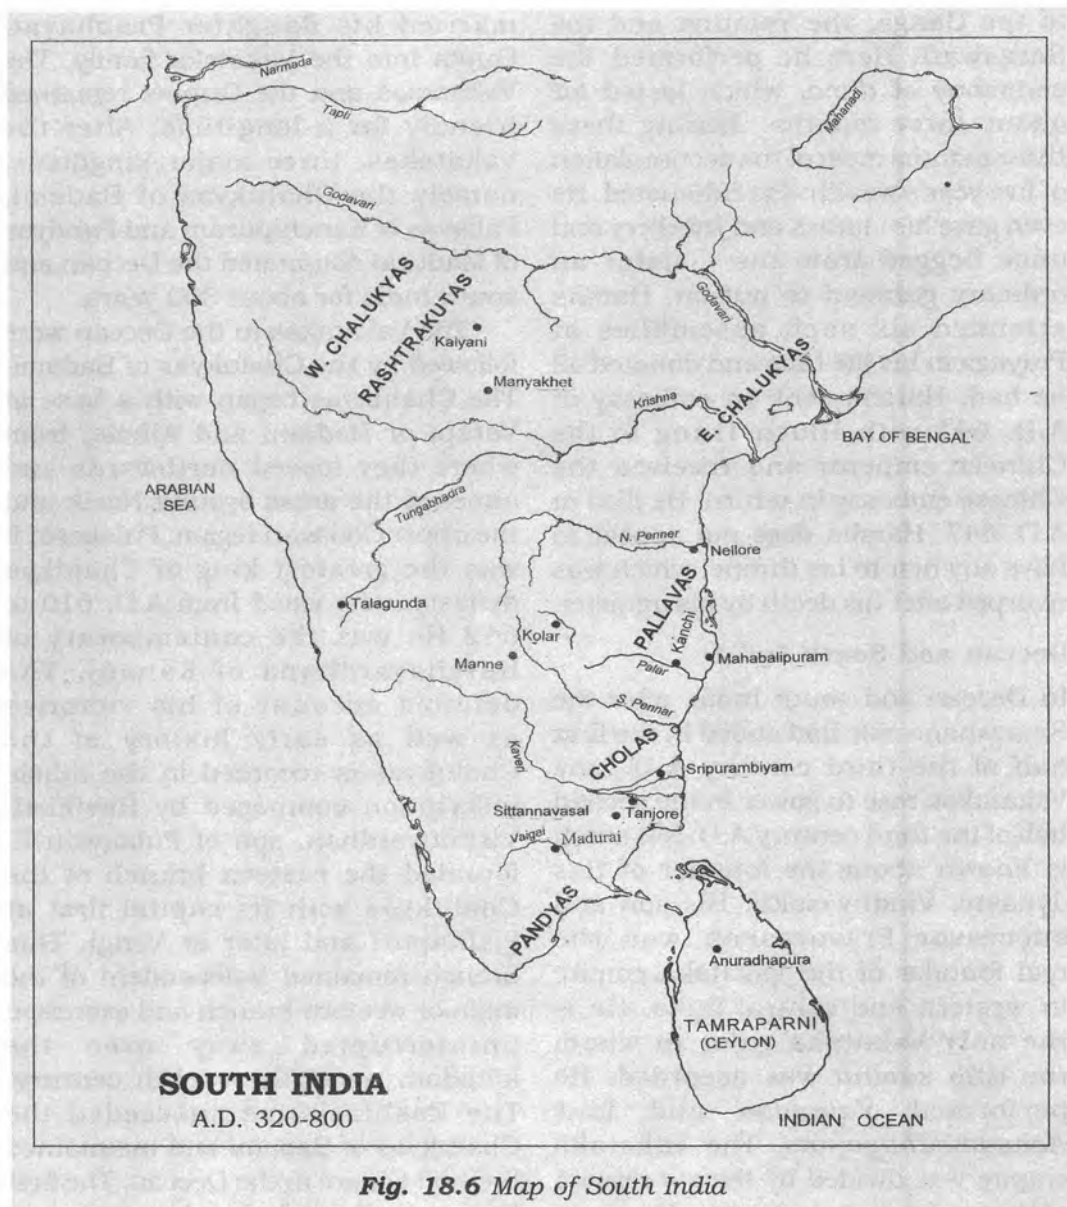 Narmada
Tapti
Mahanadi
Godavari
Godavari
W. CHALUKYAS
RASHTRAKUTAS
Kalyani
Manyakhet
E. CHALUKYAS
Krishna
BAY OF BENGAL
ARABIAN
SEA
Tungabhadra
N. Penner
Nellore
PALLAVAS
Talagunda
Kolar
Kanchi
Manne
Mahabalipuram
Palar
S. Pennar
Kaveri
CHOLAS
Sripurambiyam
Sittannavasal
Tanjore
Vaigei
Madurai
PANDYAS
Anuradhapura
TAMRAPARNI
(CEYLON)
SOUTH INDIA
A.D. 320-800
INDIAN OCEAN
Fig. 18.6 Map of South India